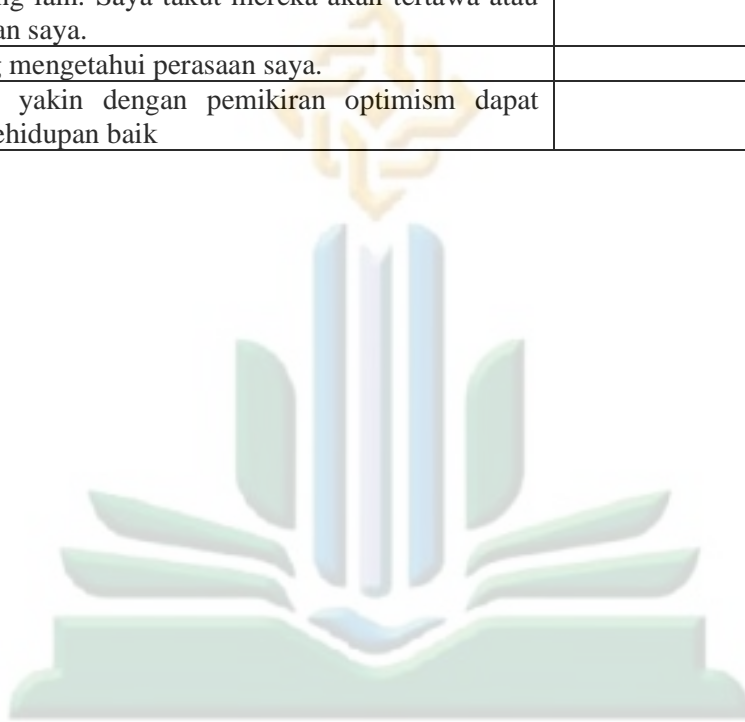 ng lain. Saya takut mereka akan tertawa atau
an saya.
mengetahui perasaan saya.
yakin dengan pemikiran optimism dapat
ehidupan baik